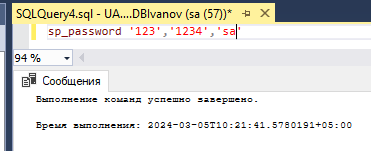 SQLQuery4.sql - UA....DBIvanov (sa (57))*
sp_password '123','1234','sa'
94 %
Сообщения
Выполнение команд успешно завершено.
Время выполнения: 2024-03-05T10:21:41.5780191+05:00